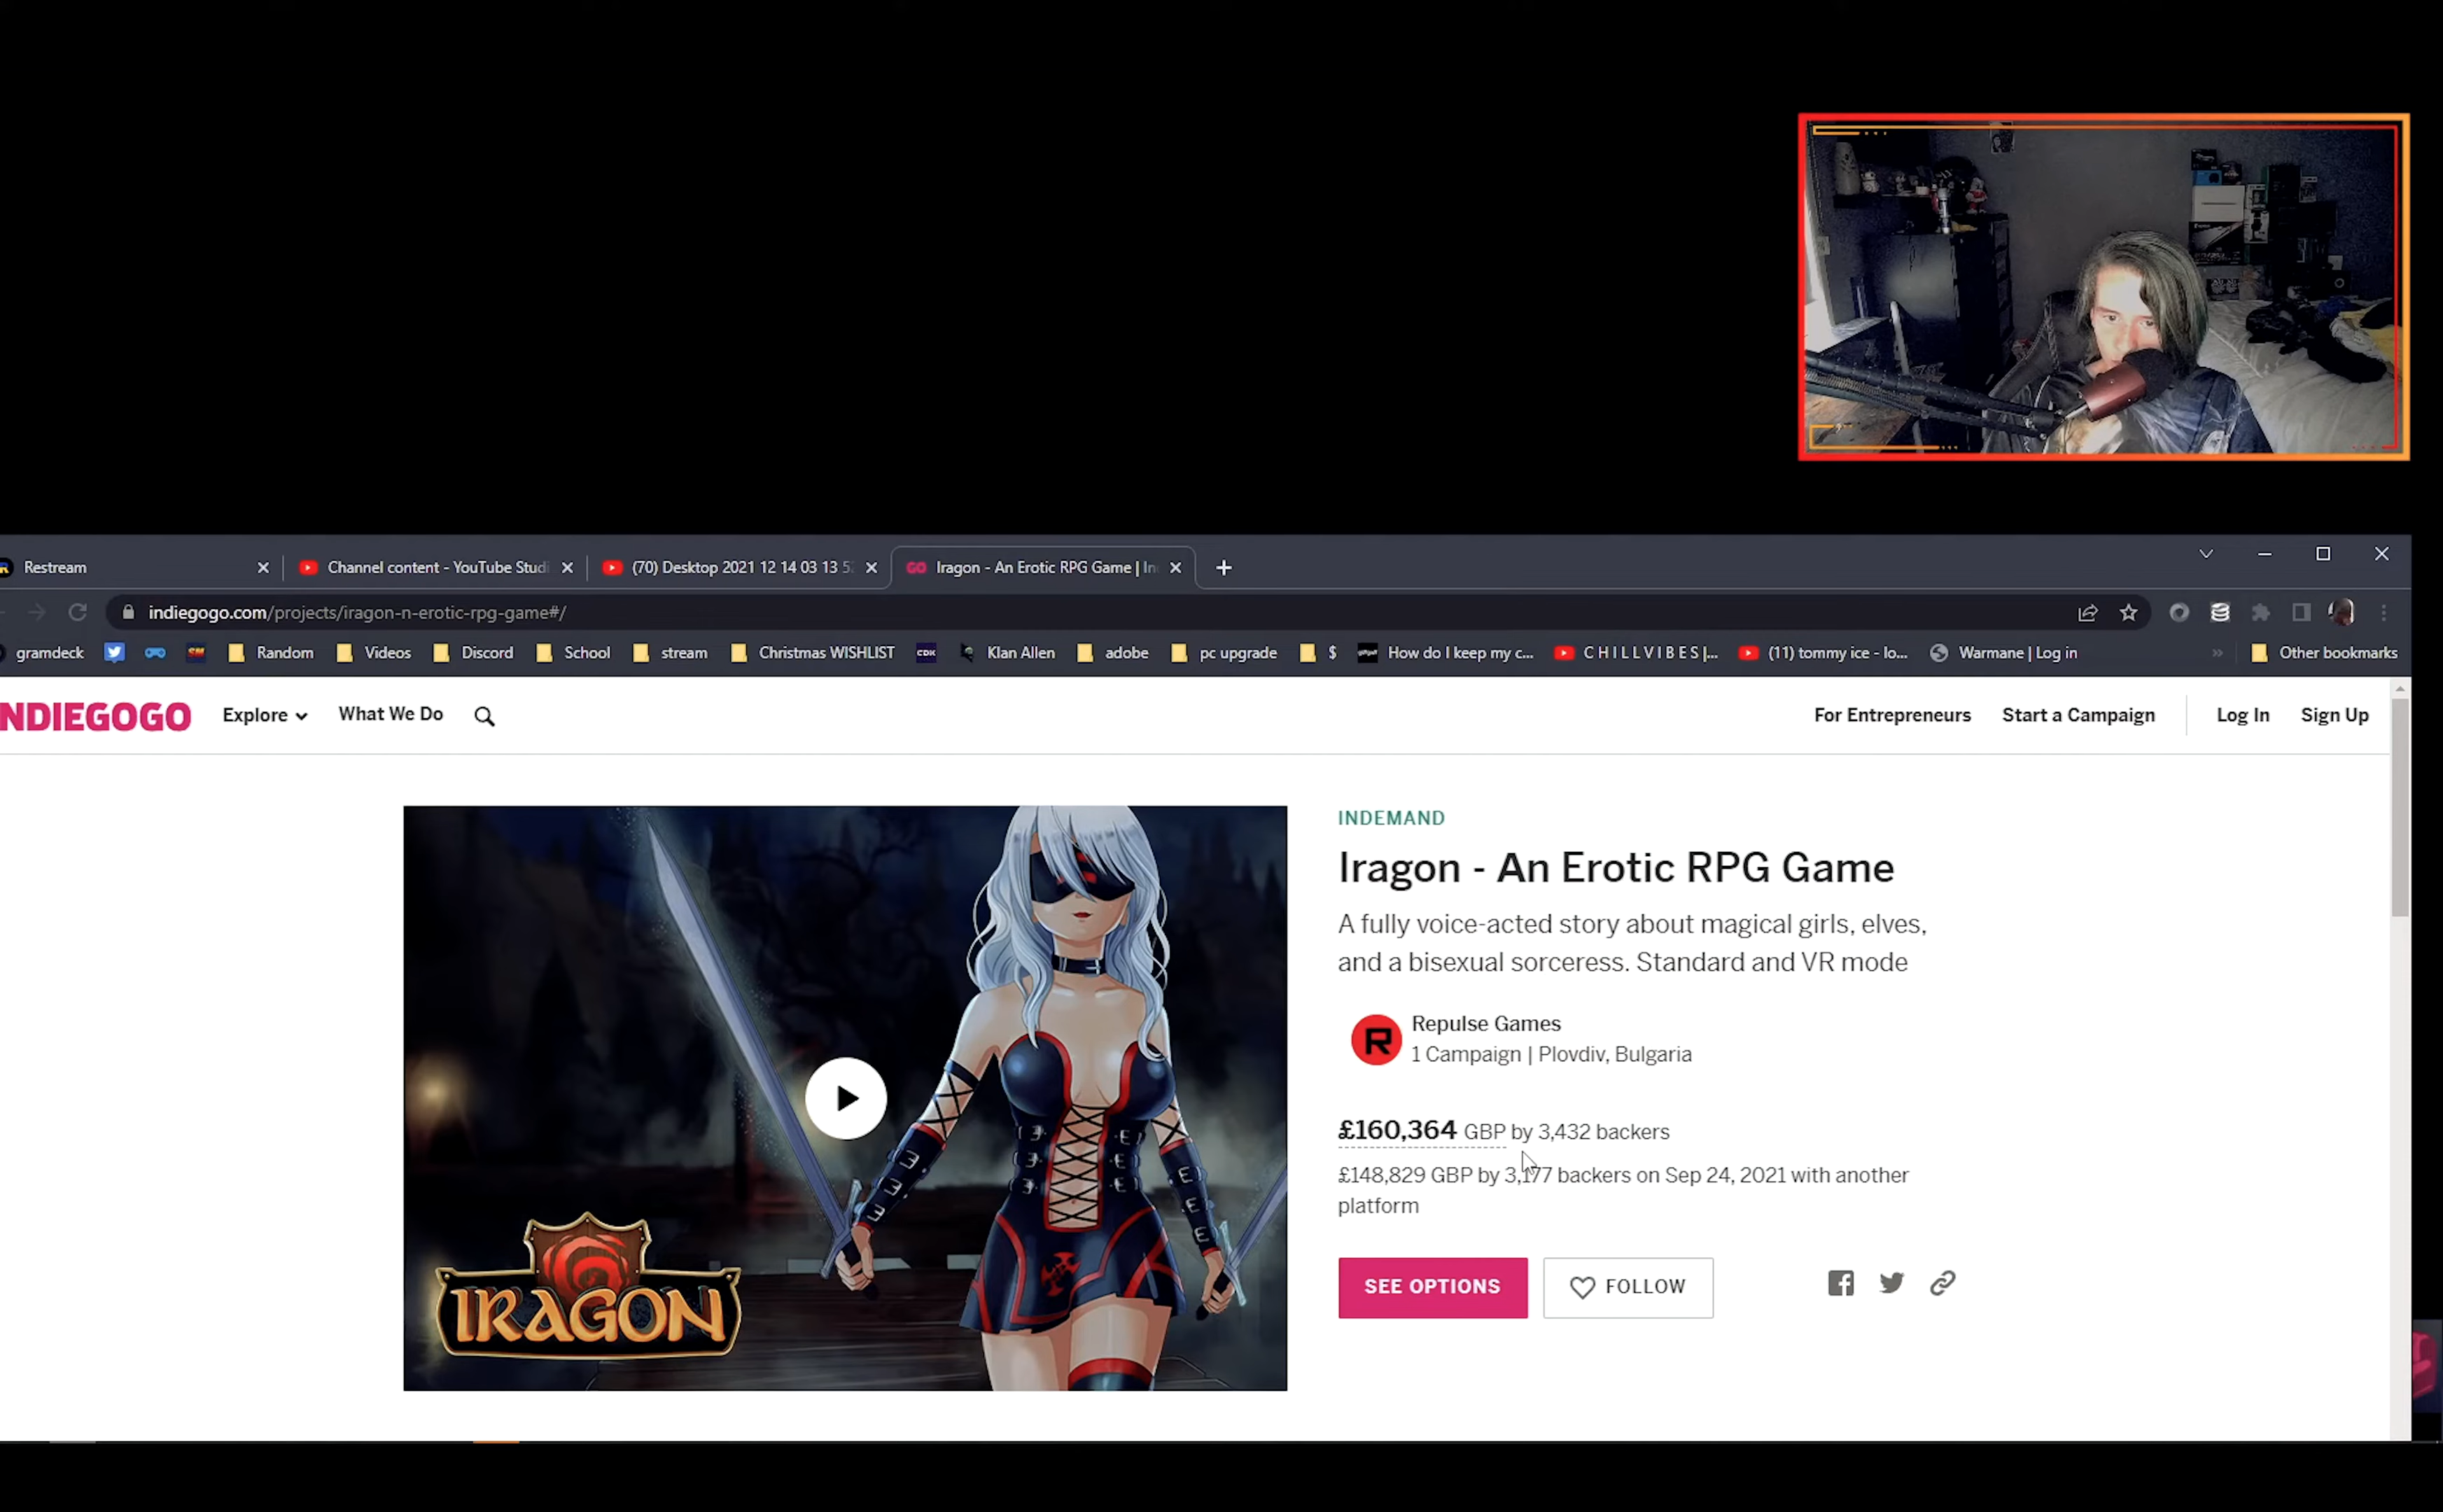 Restream
Channel content - YouTube Studi
(70) Desktop 2021 12 14 03 13 5
GO Iragon - An Erotic RPG Game | In
indiegogo.com/projects/iragon-n-erotic-rpg-game#/
gramdeck SM Random Videos Discord School stream Christmas WISHLIST CDK Klan Allen adobe pc upgrade $ How do I keep my c... C H I L L V I B E S |... (11) tommy ice - lo... Warmane | Log in » Other bookmarks
NDIEGOGO Explore What We Do For Entrepreneurs Start a Campaign Log In Sign Up
INDEMAND
Iragon - An Erotic RPG Game
A fully voice-acted story about magical girls, elves,
and a bisexual sorceress. Standard and VR mode
R
Repulse Games
1 Campaign | Plovdiv, Bulgaria
£160,364 GBP by 3,432 backers
£148,829 GBP by 3,177 backers on Sep 24, 2021 with another
platform
SEE OPTIONS FOLLOW
IRAGON